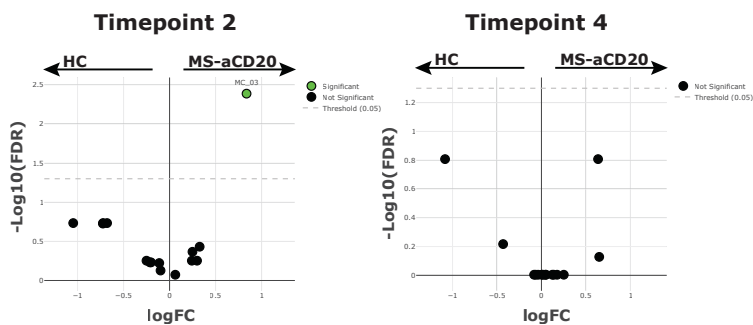 Timepoint 2
HC
MS-aCD20
MC_03
2.5
2
1.5
1
0.5
0
-Log10(FDR)
−1
−0.5
0
0.5
1
logFC
Significant
Not Significant
Threshold (0.05)
Timepoint 4
HC
MS-aCD20
1.2
1
0.8
0.6
0.4
0.2
0
-Log10(FDR)
−1
−0.5
0
0.5
1
logFC
Not Significant
Threshold (0.05)